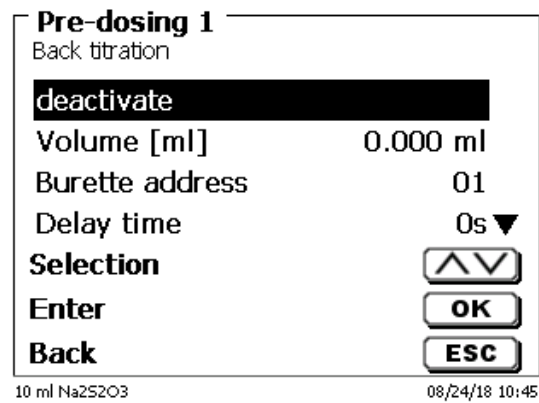 Pre-dosing 1
Back titration
deactivate
Volume [ml] 0.000 ml
Burette address 01
Delay time 0s
Selection
Enter OK
Back ESC
10 ml Na2S2O3 08/24/18 10:45